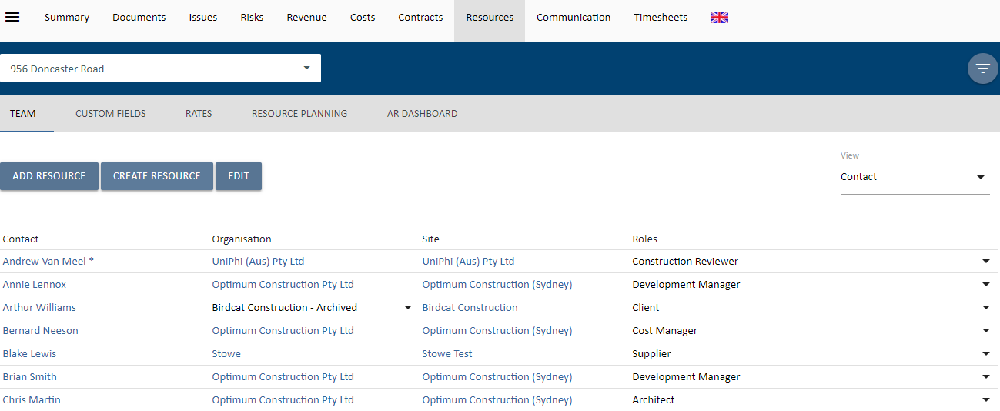 Summary Documents Issues Risks Revenue Costs Contracts Resources Communication Timesheets
956 Doncaster Road
TEAM CUSTOM FIELDS RATES RESOURCE PLANNING AR DASHBOARD
View
ADD RESOURCE CREATE RESOURCE EDIT Contact
Contact Organisation Site Roles
Andrew Van Meel * UniPhi (Aus) Pty Ltd UniPhi (Aus) Pty Ltd Construction Reviewer
Annie Lennox Optimum Construction Pty Ltd Optimum Construction (Sydney) Development Manager
Arthur Williams Birdcat Construction - Archived Birdcat Construction Client
Bernard Neeson Optimum Construction Pty Ltd Optimum Construction (Sydney) Cost Manager
Blake Lewis Stowe Stowe Test Supplier
Brian Smith Optimum Construction Pty Ltd Optimum Construction (Sydney) Development Manager
Chris Martin Optimum Construction Pty Ltd Optimum Construction (Sydney) Architect